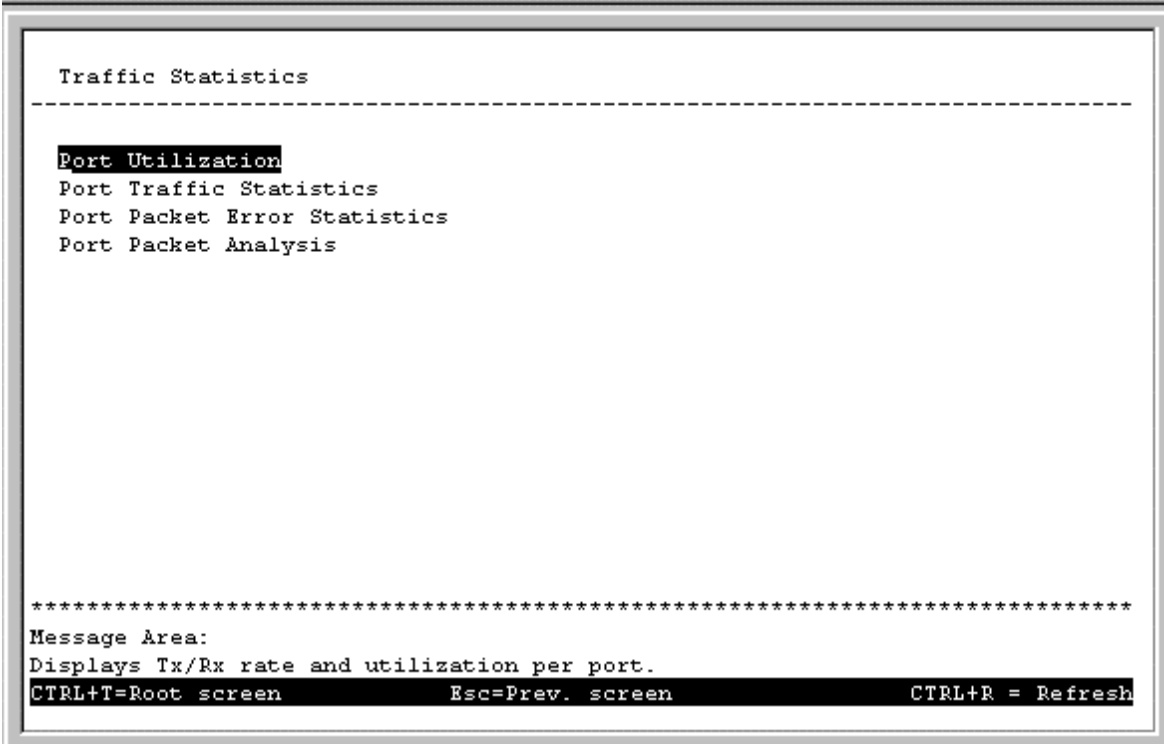 Traffic Statistics
-------------------------------------------------------------------------------
Port Utilization
Port Traffic Statistics
Port Packet Error Statistics
Port Packet Analysis
*******************************************************************************
Message Area:
Displays Tx/Rx rate and utilization per port.
CTRL+T=Root screen Esc=Prev. screen CTRL+R = Refresh